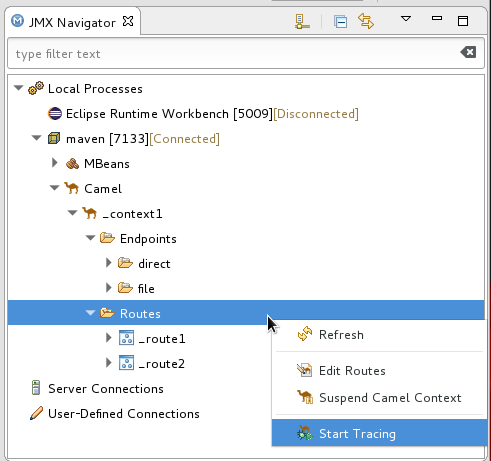 JMX Navigator
type filter text
Local Processes
Eclipse Runtime Workbench [5009][Disconnected]
maven [7133][Connected]
MBeans
Camel
_context1
Endpoints
direct
file
Routes
_route1
_route2
Server Connections
User-Defined Connections
Refresh
Edit Routes
Suspend Camel Context
Start Tracing